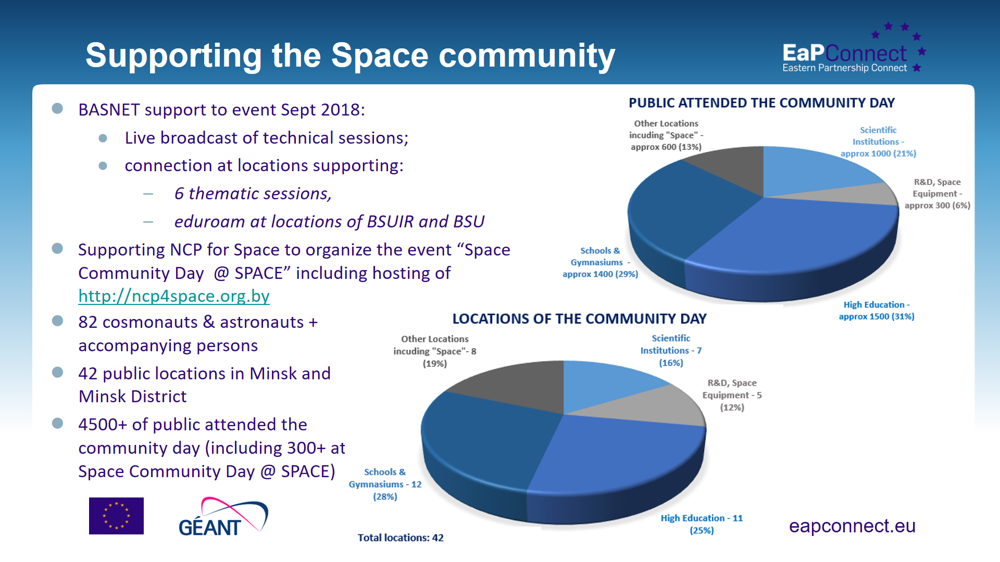 Supporting the Space community
EaPConnect
Eastern Partnership Connect
BASNET support to event Sept 2018:
Live broadcast of technical sessions;
connection at locations supporting:
– 6 thematic sessions,
– eduroam at locations of BSUIR and BSU
Supporting NCP for Space to organize the event “Space
Community Day @ SPACE” including hosting of
http://ncp4space.org.by
82 cosmonauts & astronauts +
accompanying persons
42 public locations in Minsk and
Minsk District
4500+ of public attended the
community day (including 300+ at
Space Community Day @ SPACE)
PUBLIC ATTENDED THE COMMUNITY DAY
Other Locations
incuding "Space" -
approx 600 (13%)
Scientific
Institutions -
approx 1000 (21%)
R&D, Space
Equipment -
approx 300 (6%)
Schools &
Gymnasiums -
approx 1400 (29%)
High Education -
approx 1500 (31%)
LOCATIONS OF THE COMMUNITY DAY
Other Locations
incuding "Space"- 8
(19%)
Scientific
Institutions - 7
(16%)
R&D, Space
Equipment - 5
(12%)
Schools &
Gymnasiums - 12
(28%)
High Education - 11
(25%)
Total locations: 42
GÉANT
eapconnect.eu